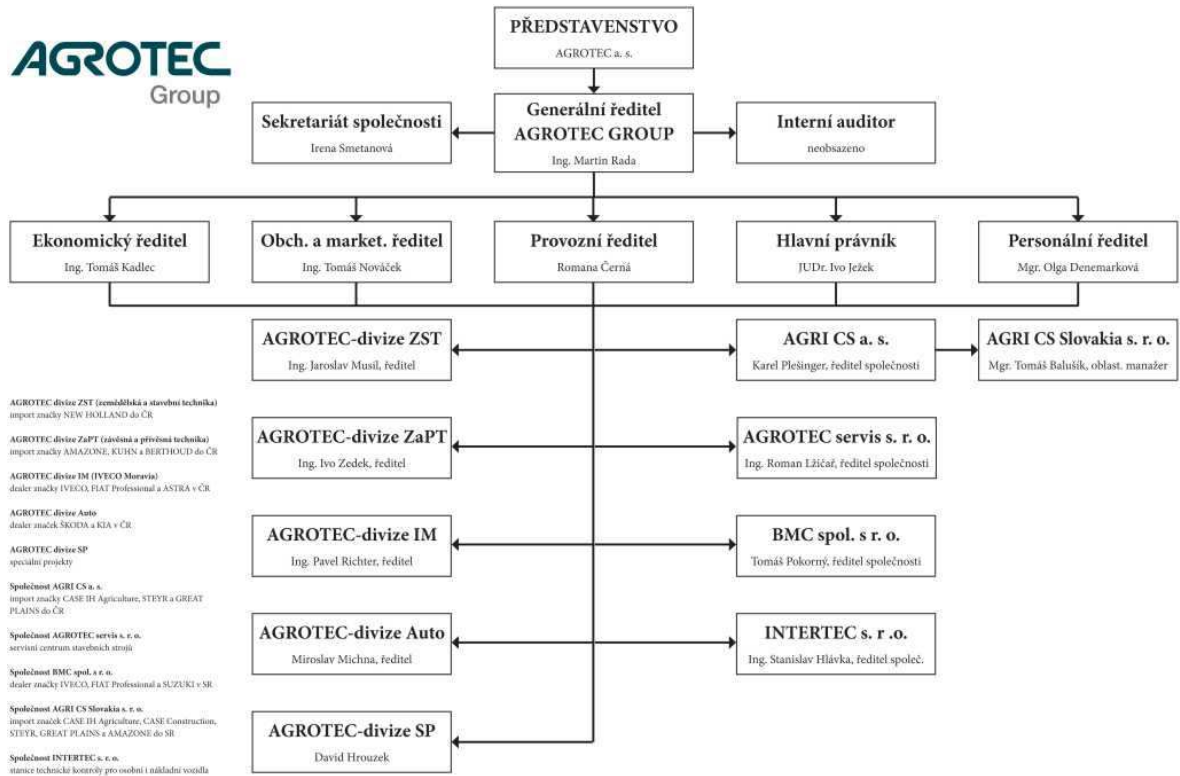 AGROTEC
Group
PŘEDSTAVENSTVO
AGROTEC a. s.
Sekretariát společnosti
Irena Smetanová
Generální ředitel
AGROTEC GROUP
Ing. Martin Rada
Interní auditor
neobsazeno
Ekonomický ředitel
Ing. Tomáš Kadlec
Obch. a market. ředitel
Ing. Tomáš Nováček
Provozní ředitel
Romana Černá
Hlavní právník
JUDr. Ivo Ježek
Personální ředitel
Mgr. Olga Denemarková
AGROTEC-divize ZST
Ing. Jaroslav Musil, ředitel
AGRI CS a. s.
Karel Plešinger, ředitel společnosti
AGRI CS Slovakia s. r. o.
Mgr. Tomáš Balušík, oblast. manažer
AGROTEC-divize ZaPT
Ing. Ivo Zedek, ředitel
AGROTEC servis s. r. o.
Ing. Roman Lžičař, ředitel společnosti
AGROTEC-divize IM
Ing. Pavel Richter, ředitel
BMC spol. s r. o.
Tomáš Pokorný, ředitel společnosti
AGROTEC-divize Auto
Miroslav Michna, ředitel
INTERTEC s. r .o.
Ing. Stanislav Hlávka, ředitel společ.
AGROTEC-divize SP
David Hrouzek
AGROTEC divize ZST (zemědělská a stavební technika)
import značky NEW HOLLAND do ČR
AGROTEC divize ZaPT (závěsná a přívěsná technika)
import značky AMAZONE, KUHN a BERTHOUD do ČR
AGROTEC divize IM (IVECO Moravia)
dealer značky IVECO, FIAT Professional a ASTRA v ČR
AGROTEC divize Auto
dealer značek ŠKODA a KIA v ČR
AGROTEC divize SP
speciální projekty
Společnost AGRI CS a. s.
import značky CASE IH Agriculture, STEYR a GREAT
PLAINS do ČR
Společnost AGROTEC servis s. r. o.
servisní centrum stavebních strojů
Společnost BMC spol. s r. o.
dealer značky IVECO, FIAT Professional a SUZUKI v SR
Společnost AGRI CS Slovakia s. r. o.
import značek CASE IH Agriculture, CASE Construction,
STEYR, GREAT PLAINS a AMAZONE do SR
Společnost INTERTEC s. r. o.
stanice technické kontroly pro osobní i nákladní vozidla